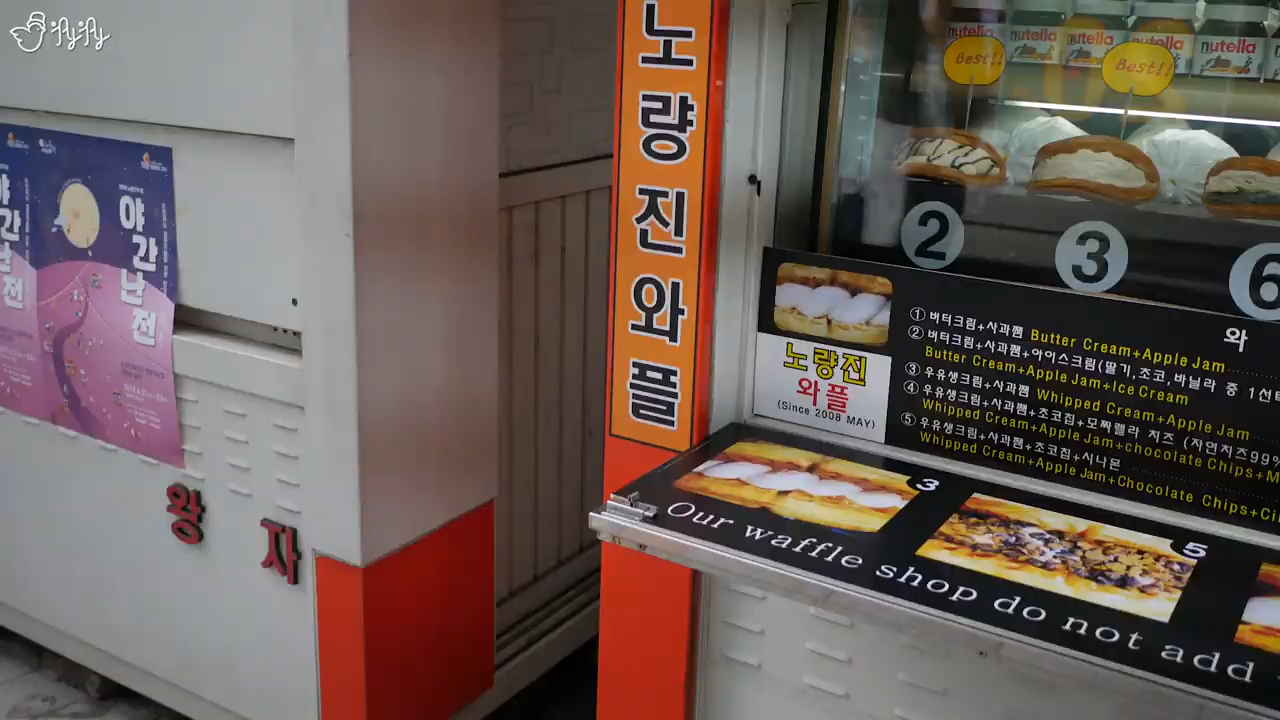 ifyify
야간난전
야간난전
왕자
노량진와플
nutella
nutella
nutella
nutella
nutella
Best!!
Best!!
2
3
6
노량진
와플
(Since 2008 MAY)
와
① 버터크림+사과쨈 Butter Cream+Apple Jam
② 버터크림+사과쨈+아이스크림(딸기,초코,바닐라 중 1선택
Butter Cream+Apple Jam+Ice Cream
③ 우유생크림+사과쨈 Whipped Cream+Apple Jam
④ 우유생크림+사과쨈+초코칩+모짜렐라 치즈 (자연치즈99%
Whipped Cream+Apple Jam+chocolate Chips+M
⑤ 우유생크림+사과쨈+초코칩+시나몬
Whipped Cream+Apple Jam+Chocolate Chips+Ci
3
5
Our waffle shop do not add